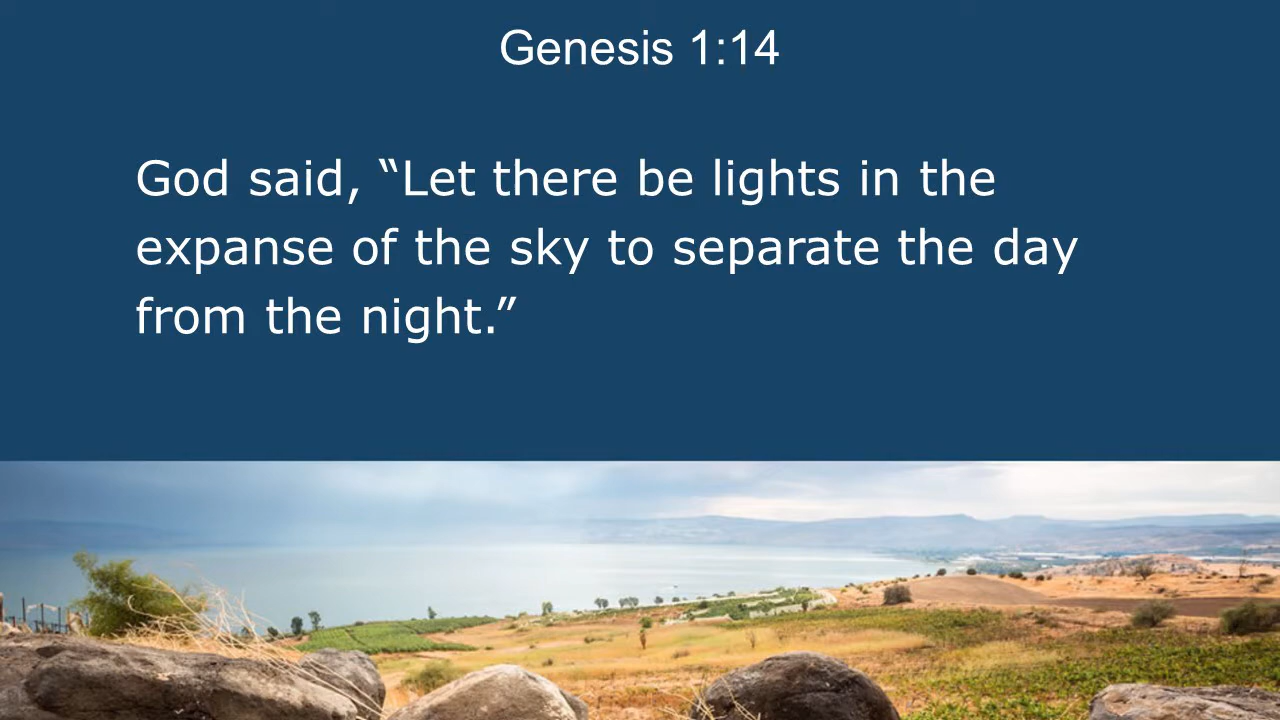 Genesis 1:14
God said, “Let there be lights in the
expanse of the sky to separate the day
from the night.”